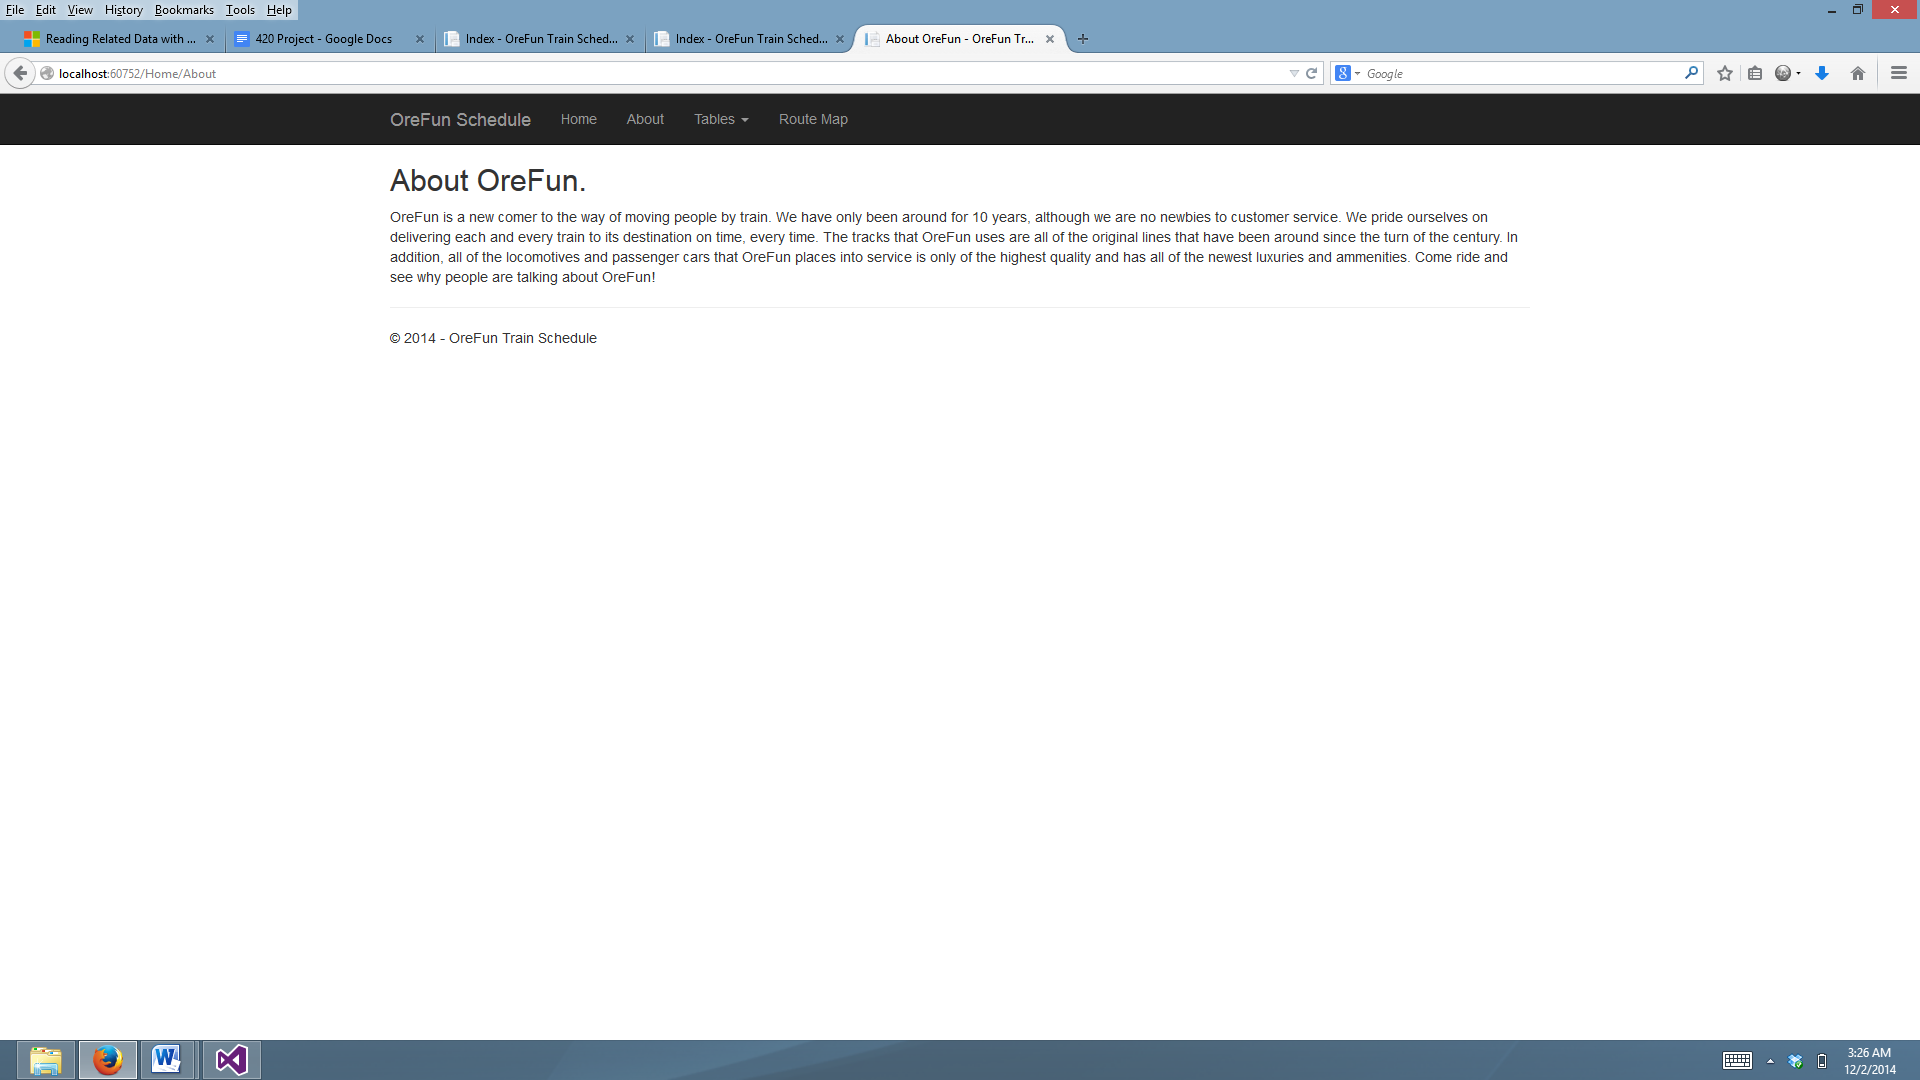 File Edit View History Bookmarks Tools Help
Reading Related Data with ...
420 Project - Google Docs
Index - OreFun Train Sched...
Index - OreFun Train Sched...
About OreFun - OreFun Tr...
localhost:60752/Home/About
Google
OreFun Schedule Home About Tables Route Map
About OreFun.
OreFun is a new comer to the way of moving people by train. We have only been around for 10 years, although we are no newbies to customer service. We pride ourselves on
delivering each and every train to its destination on time, every time. The tracks that OreFun uses are all of the original lines that have been around since the turn of the century. In
addition, all of the locomotives and passenger cars that OreFun places into service is only of the highest quality and has all of the newest luxuries and ammenities. Come ride and
see why people are talking about OreFun!
© 2014 - OreFun Train Schedule
3:26 AM
12/2/2014